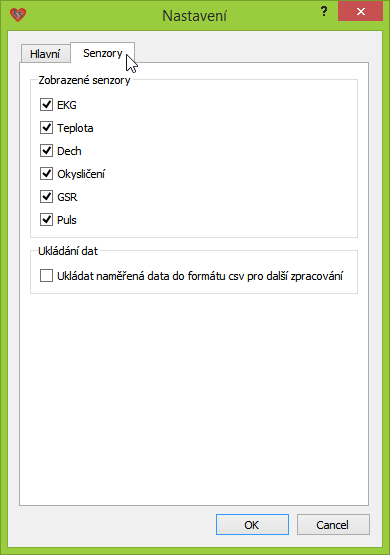 Nastavení
Hlavní
Senzory
Zobrazené senzory
EKG
Teplota
Dech
Okysličení
GSR
Puls
Ukládání dat
Ukládat naměřená data do formátu csv pro další zpracování
OK
Cancel